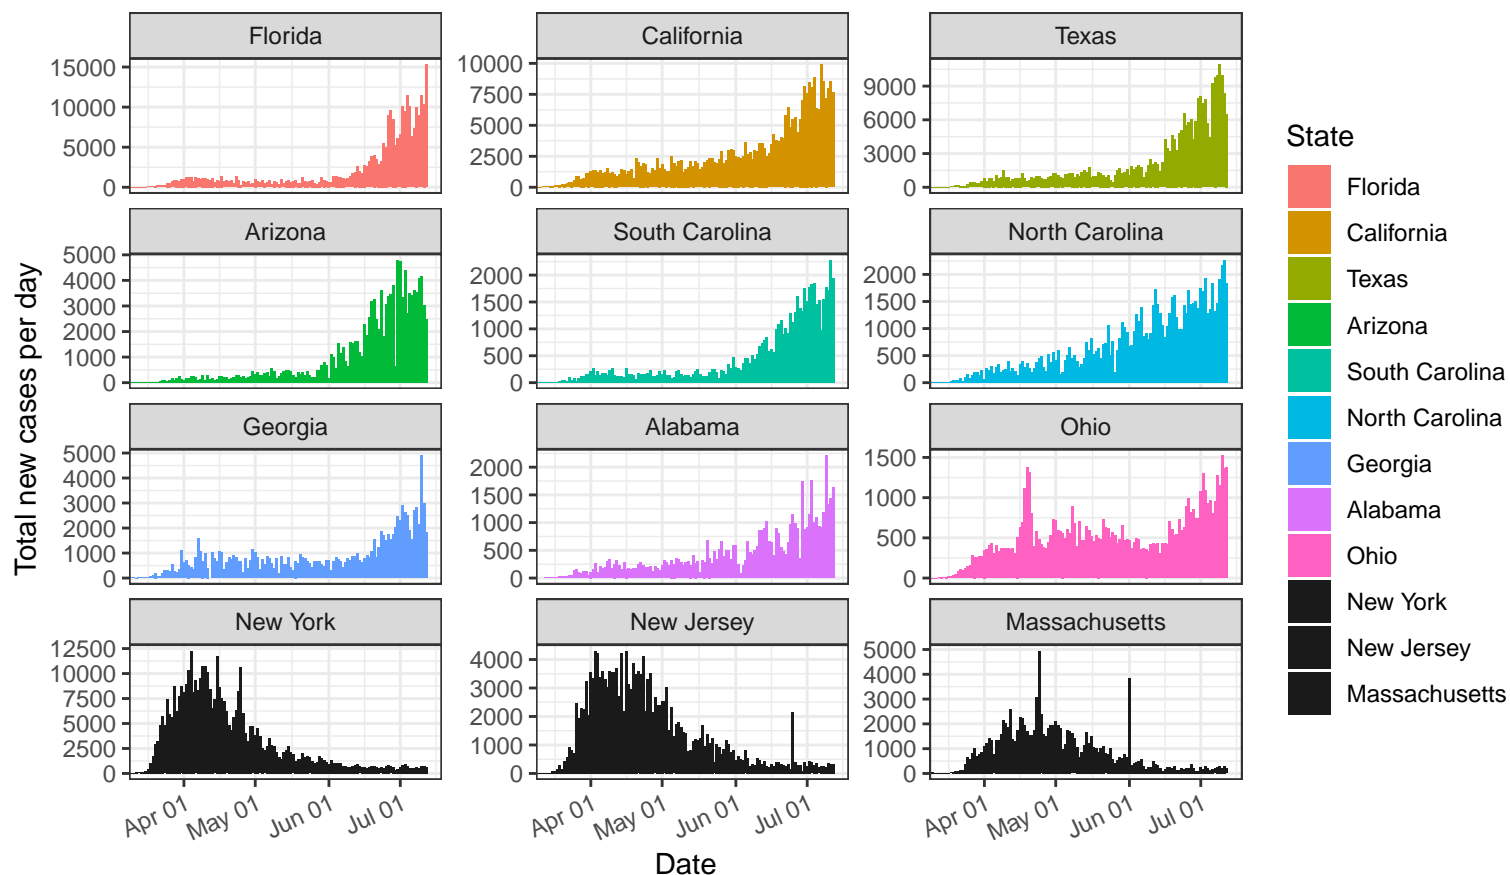 Florida
California
Texas
15000
10000
5000
0
10000
7500
5000
2500
0
9000
6000
3000
0
Arizona
South Carolina
North Carolina
5000
4000
3000
2000
1000
0
2000
1500
1000
500
0
2000
1500
1000
500
0
Georgia
Alabama
Ohio
5000
4000
3000
2000
1000
0
2000
1500
1000
500
0
1500
1000
500
0
New York
New Jersey
Massachusetts
12500
10000
7500
5000
2500
0
4000
3000
2000
1000
0
5000
4000
3000
2000
1000
0
Apr 01
May 01
Jun 01
Jul 01
Apr 01
May 01
Jun 01
Jul 01
Apr 01
May 01
Jun 01
Jul 01
Date
Total new cases per day
State
Florida
California
Texas
Arizona
South Carolina
North Carolina
Georgia
Alabama
Ohio
New York
New Jersey
Massachusetts